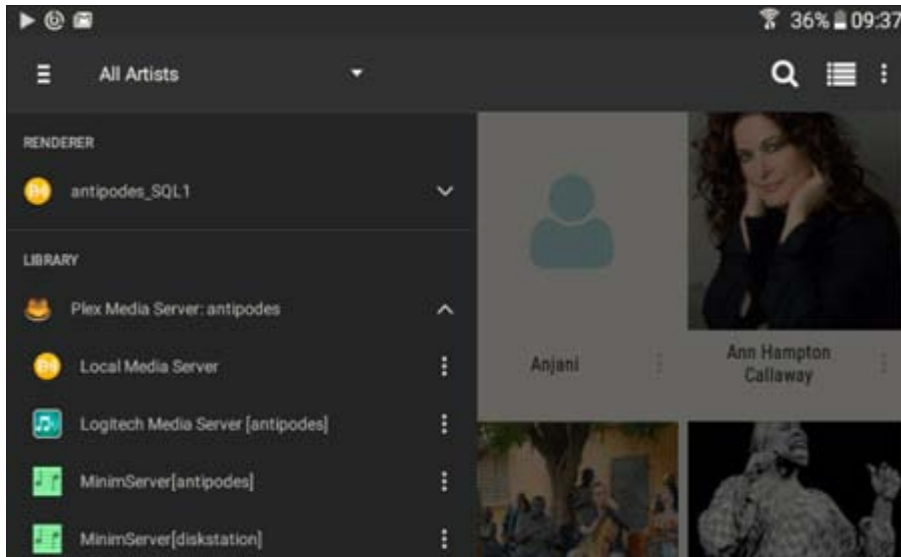 36% 09:37
All Artists
RENDERER
antipodes_SQL1
LIBRARY
Plex Media Server: antipodes
Local Media Server
Logitech Media Server [antipodes]
MinimServer[antipodes]
MinimServer[diskstation]
Anjani
Ann Hampton
Callaway